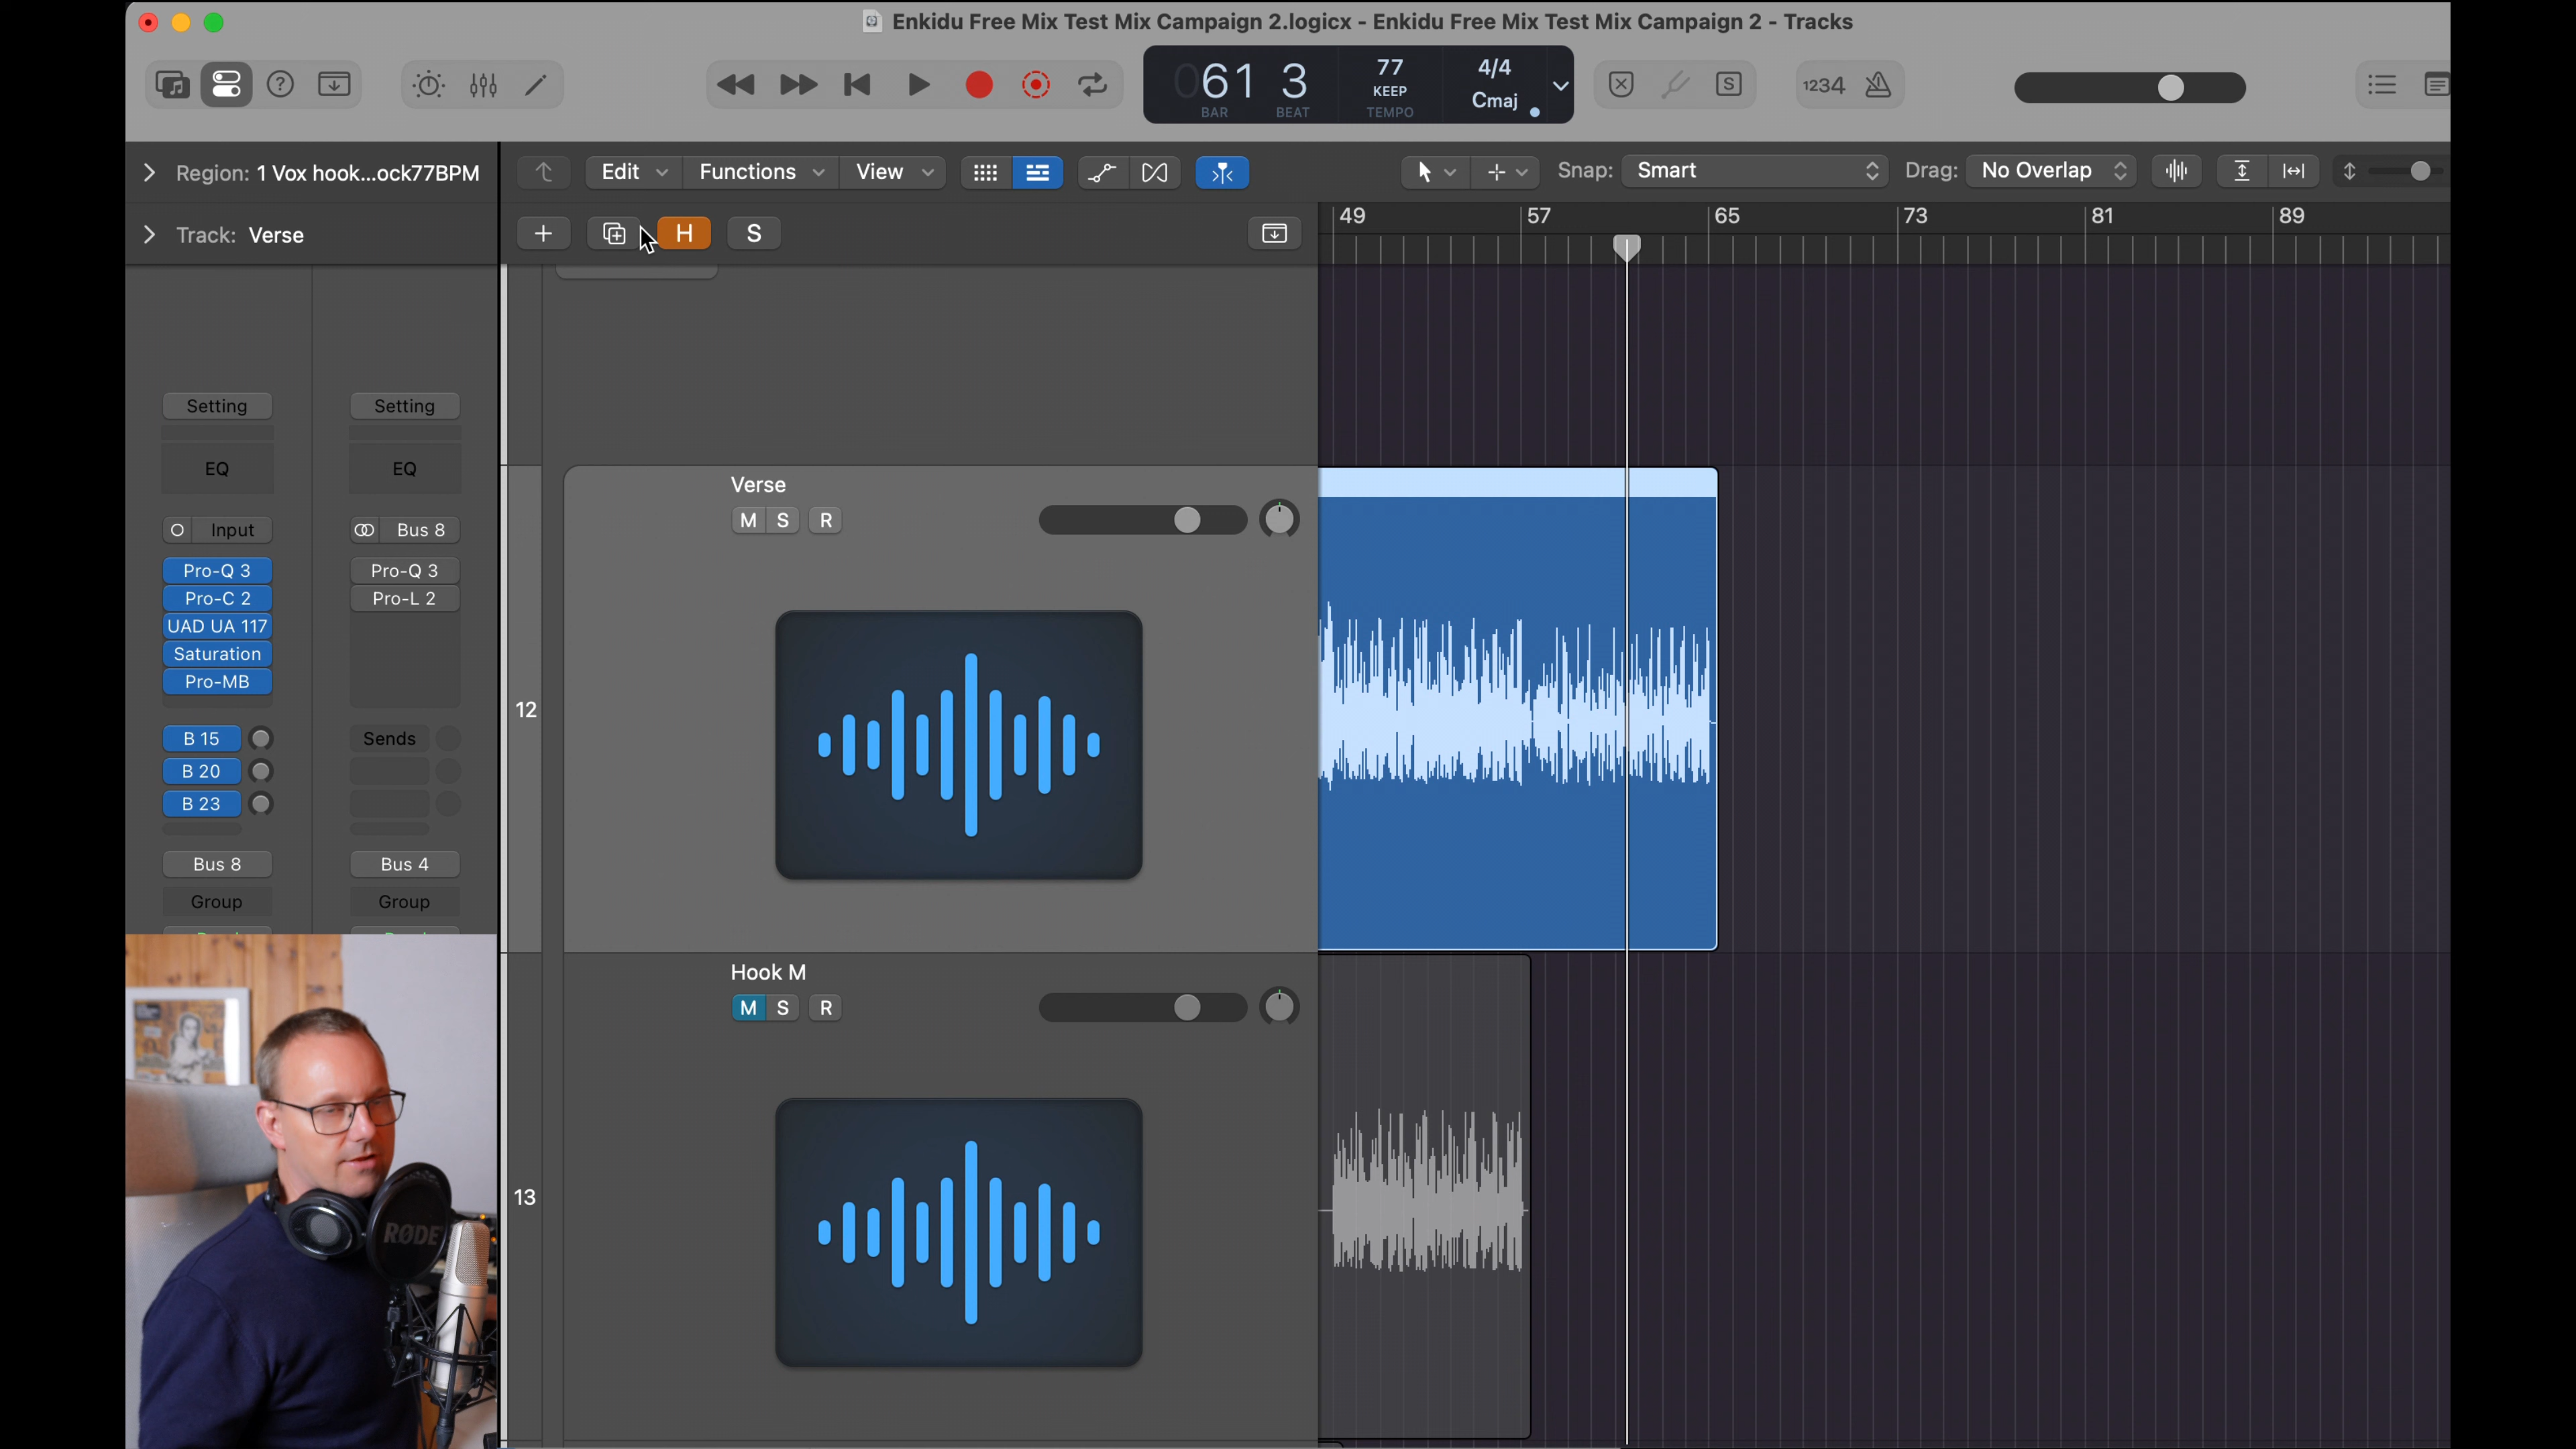 Enkidu Free Mix Test Mix Campaign 2.logicx - Enkidu Free Mix Test Mix Campaign 2 - Tracks
061 3 77 4/4
KEEP Cmaj
BAR BEAT TEMPO
S 1234
Region: 1 Vox hook...ock77BPM
Edit Functions View Snap: Smart Drag: No Overlap
Track: Verse
H S
49 57 65 73 81 89
Setting Setting
EQ EQ
Input Bus 8
Pro-Q 3 Pro-Q 3
Pro-C 2 Pro-L 2
UAD UA 117
Saturation
Pro-MB
B 15 Sends
B 20
B 23
Bus 8 Bus 4
Group Group
12
Verse
M S R
13
Hook M
M S R
RØDE